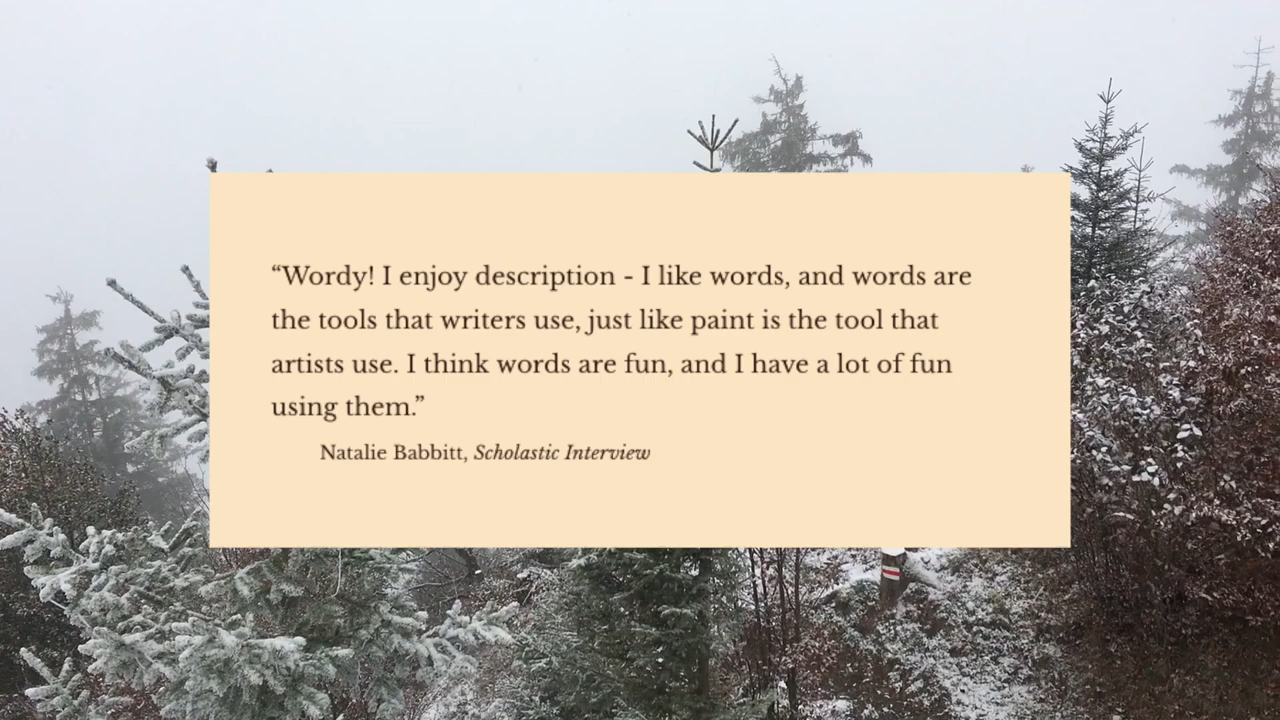 “Wordy! I enjoy description - I like words, and words are
the tools that writers use, just like paint is the tool that
artists use. I think words are fun, and I have a lot of fun
using them.”
Natalie Babbitt, Scholastic Interview